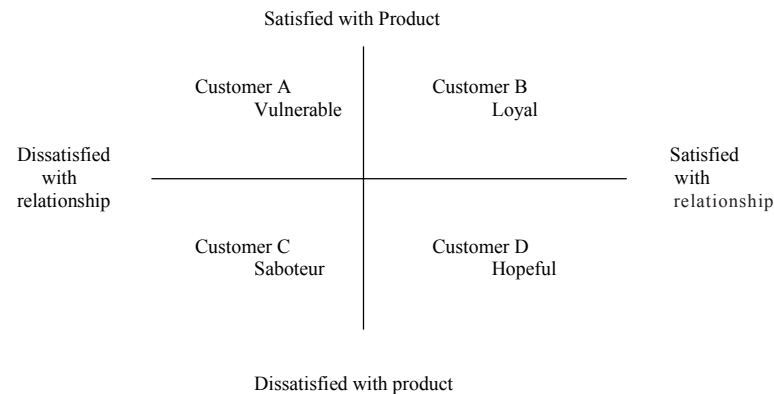 Satisfied with Product
Customer A
Vulnerable
Customer B
Loyal
Dissatisfied
with
relationship
Satisfied
with
relationship
Customer C
Saboteur
Customer D
Hopeful
Dissatisfied with product